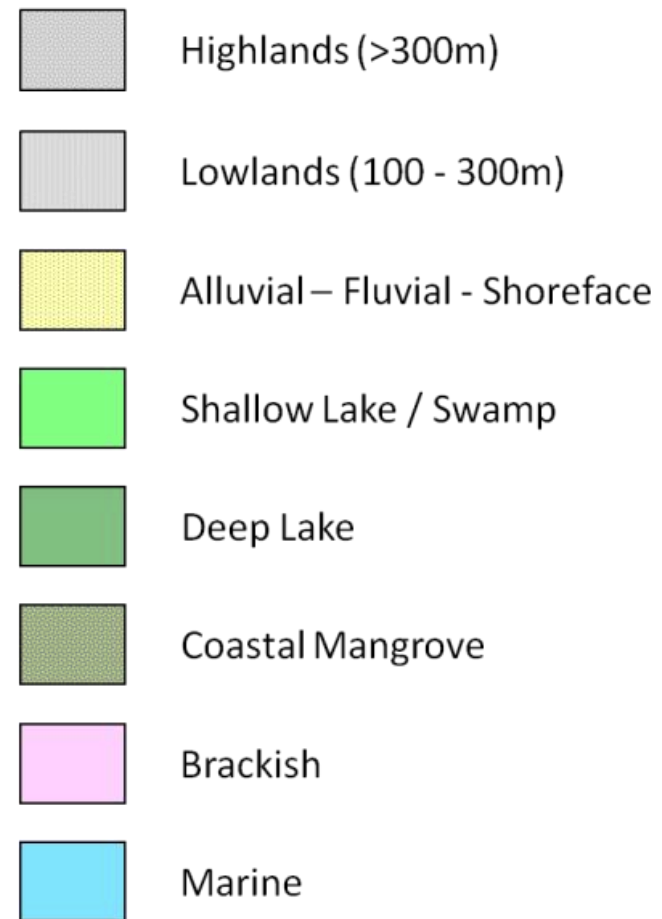 Highlands (>300m)
Lowlands (100 - 300m)
Alluvial – Fluvial - Shoreface
Shallow Lake / Swamp
Deep Lake
Coastal Mangrove
Brackish
Marine